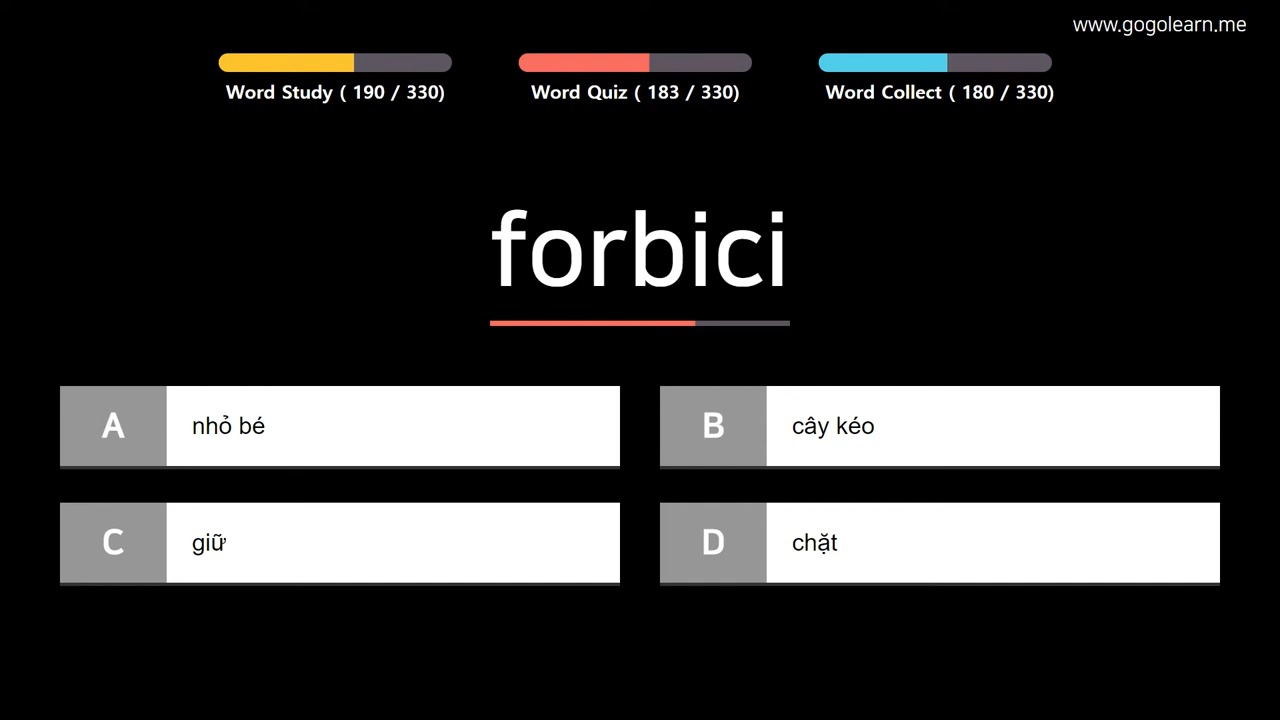 www.gogolearn.me
Word Study ( 190 / 330)
Word Quiz ( 183 / 330)
Word Collect ( 180 / 330)
forbici
A
nhỏ bé
B
cây kéo
C
giữ
D
chặt